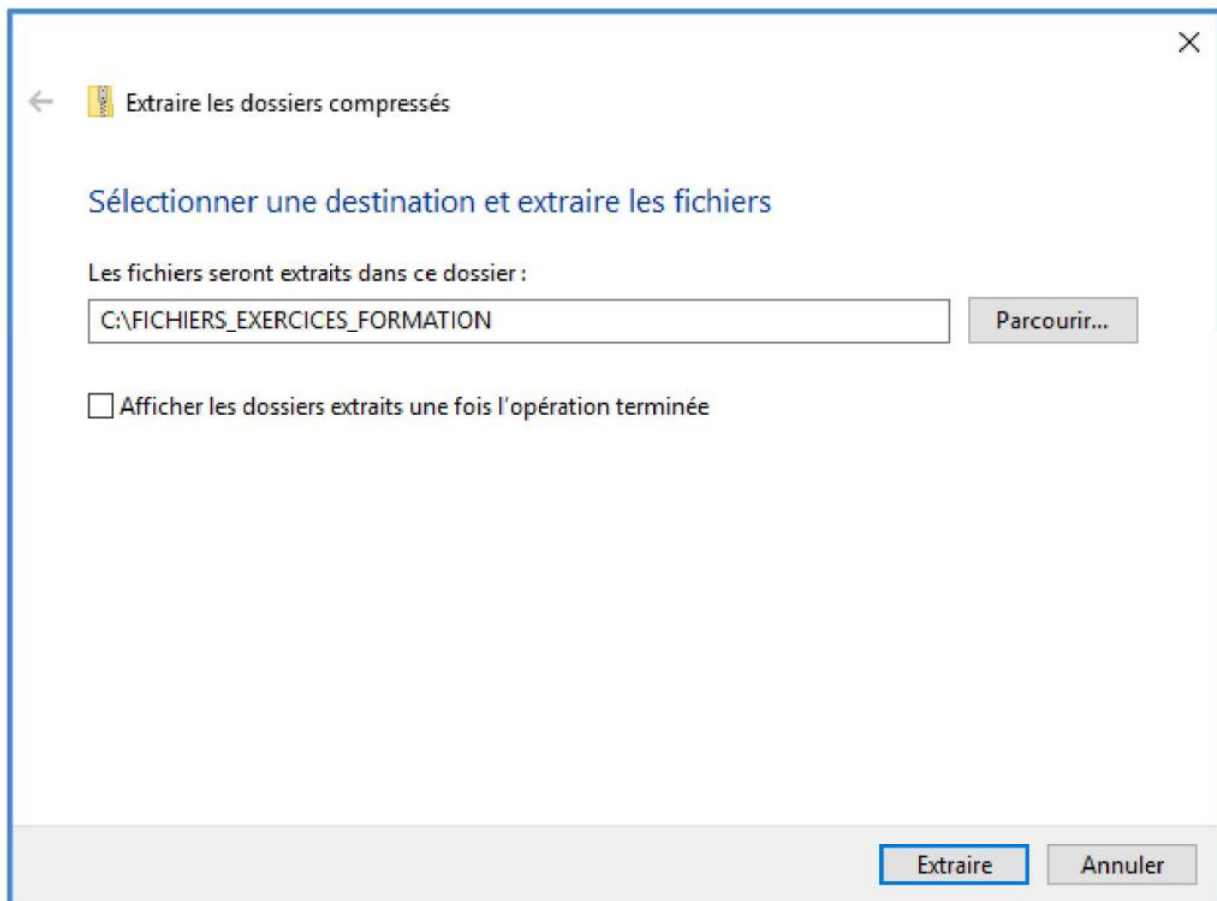 Extraire les dossiers compressés
Sélectionner une destination et extraire les fichiers
Les fichiers seront extraits dans ce dossier :
C:\FICHIERS_EXERCICES_FORMATION
Parcourir...
Afficher les dossiers extraits une fois l'opération terminée
Extraire
Annuler